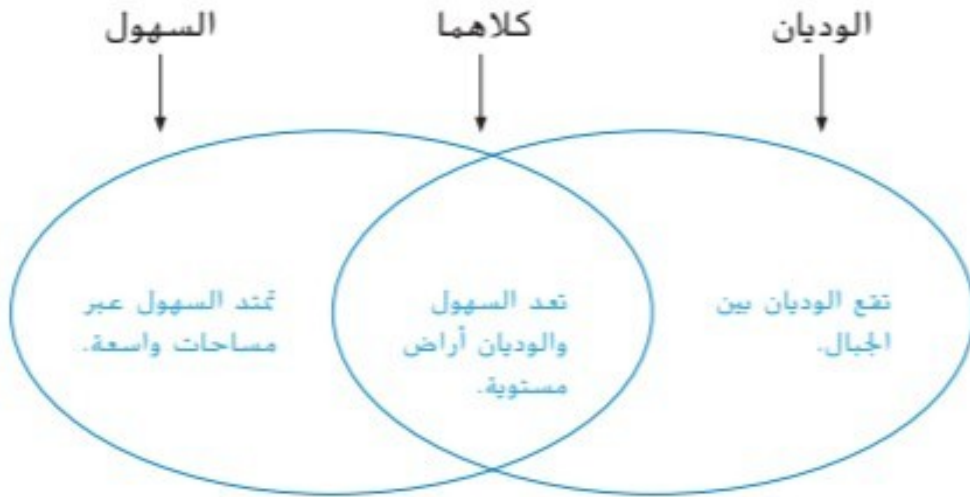 الوديان
كلاهما
السهول
تقع الوديان بين
الجبال.
تعد السهول
والوديان أراض
مستوية.
تمتد السهول عبر
مساحات واسعة.